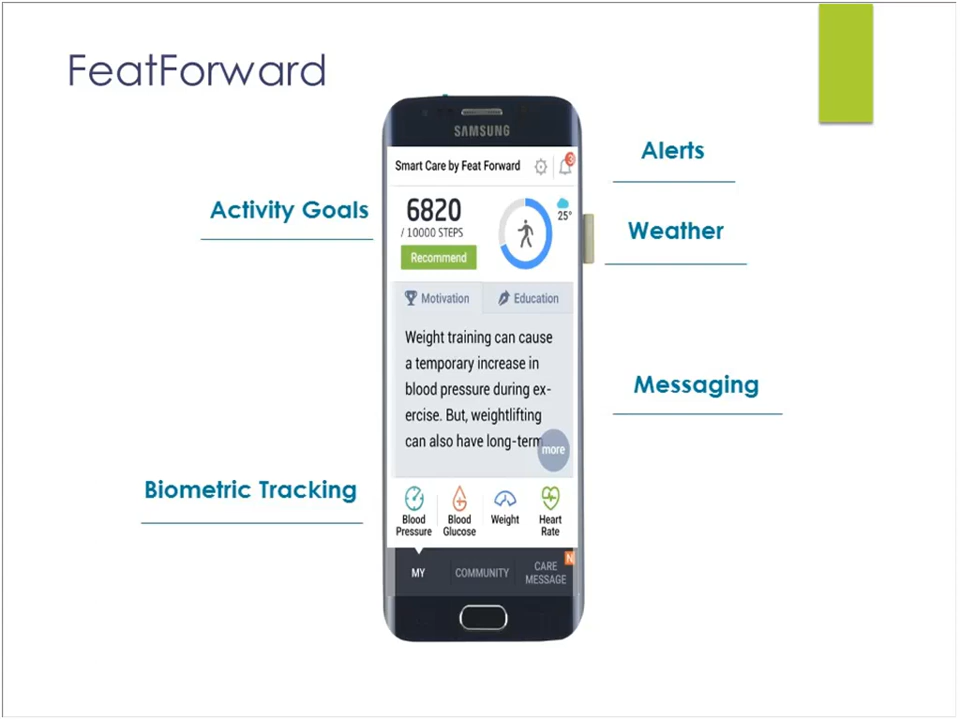 FeatForward
SAMSUNG
Smart Care by Feat Forward
3
Alerts
Activity Goals
6820
/ 10000 STEPS
Recommend
25°
Weather
Motivation
Education
Weight training can cause
a temporary increase in
blood pressure during ex-
ercise. But, weightlifting
can also have long-term
more
Messaging
Biometric Tracking
Blood
Pressure
Blood
Glucose
Weight
Heart
Rate
MY
COMMUNITY
CARE
MESSAGE
N